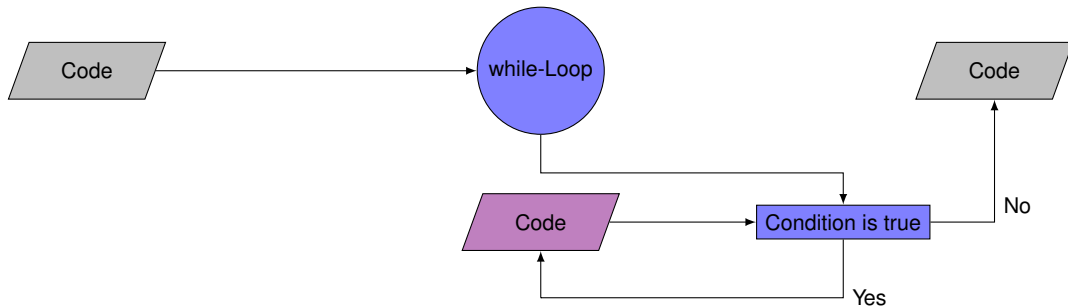 Code
while-Loop
Code
Code
Condition is true
No
Yes